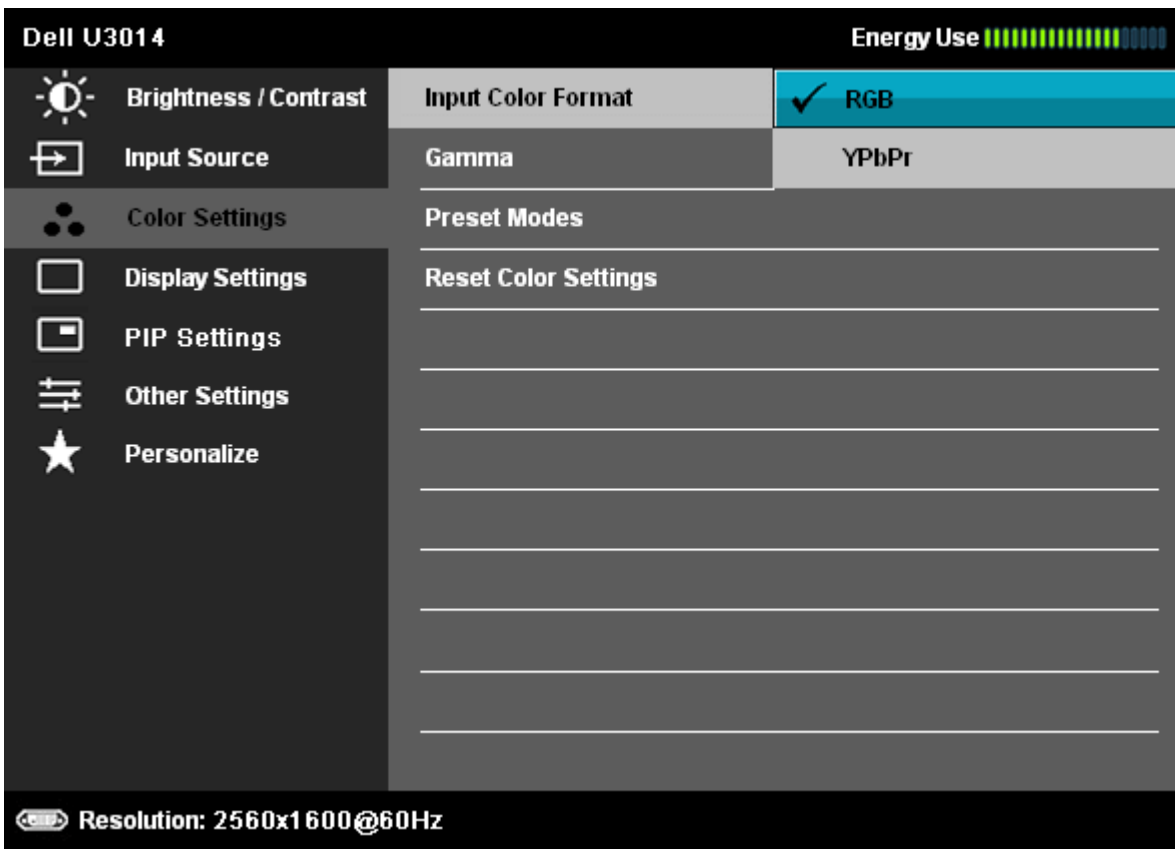 Dell U3014 Energy Use
Brightness / Contrast Input Color Format RGB
Input Source Gamma YPbPr
Color Settings Preset Modes
Display Settings Reset Color Settings
PIP Settings
Other Settings
Personalize
Resolution: 2560x1600@60Hz